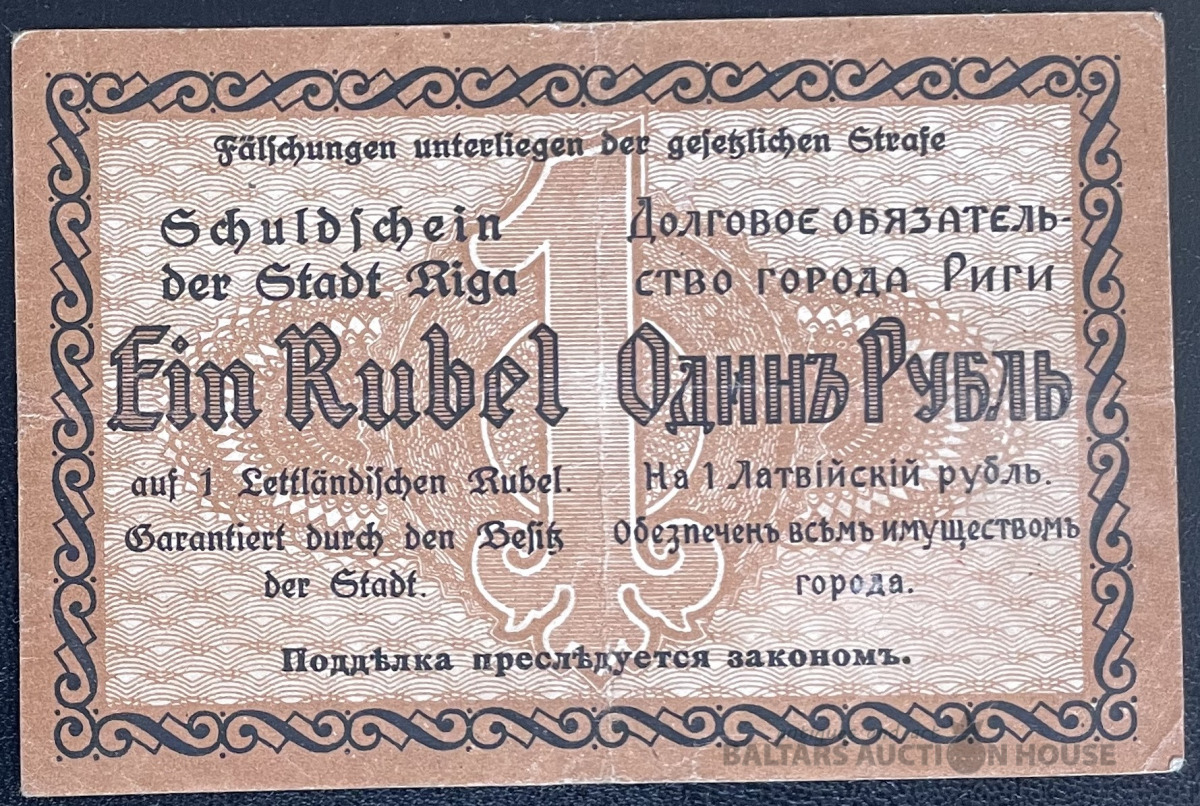 Fälschungen unterliegen der gesetzlichen Strafe
Schuldschein
der Stadt Riga
Ein Rubel
auf 1 Lettländischen Rubel.
Garantiert durch den Besitz
der Stadt.
1
Долговое обязатель-
ство города Риги
Одинъ Рубль
На 1 Латвійскій рубль.
Обезпеченъ всѣмъ имуществомъ
города.
Поддѣлка преслѣдуется закономъ.
BALTARS AUCTION HOUSE